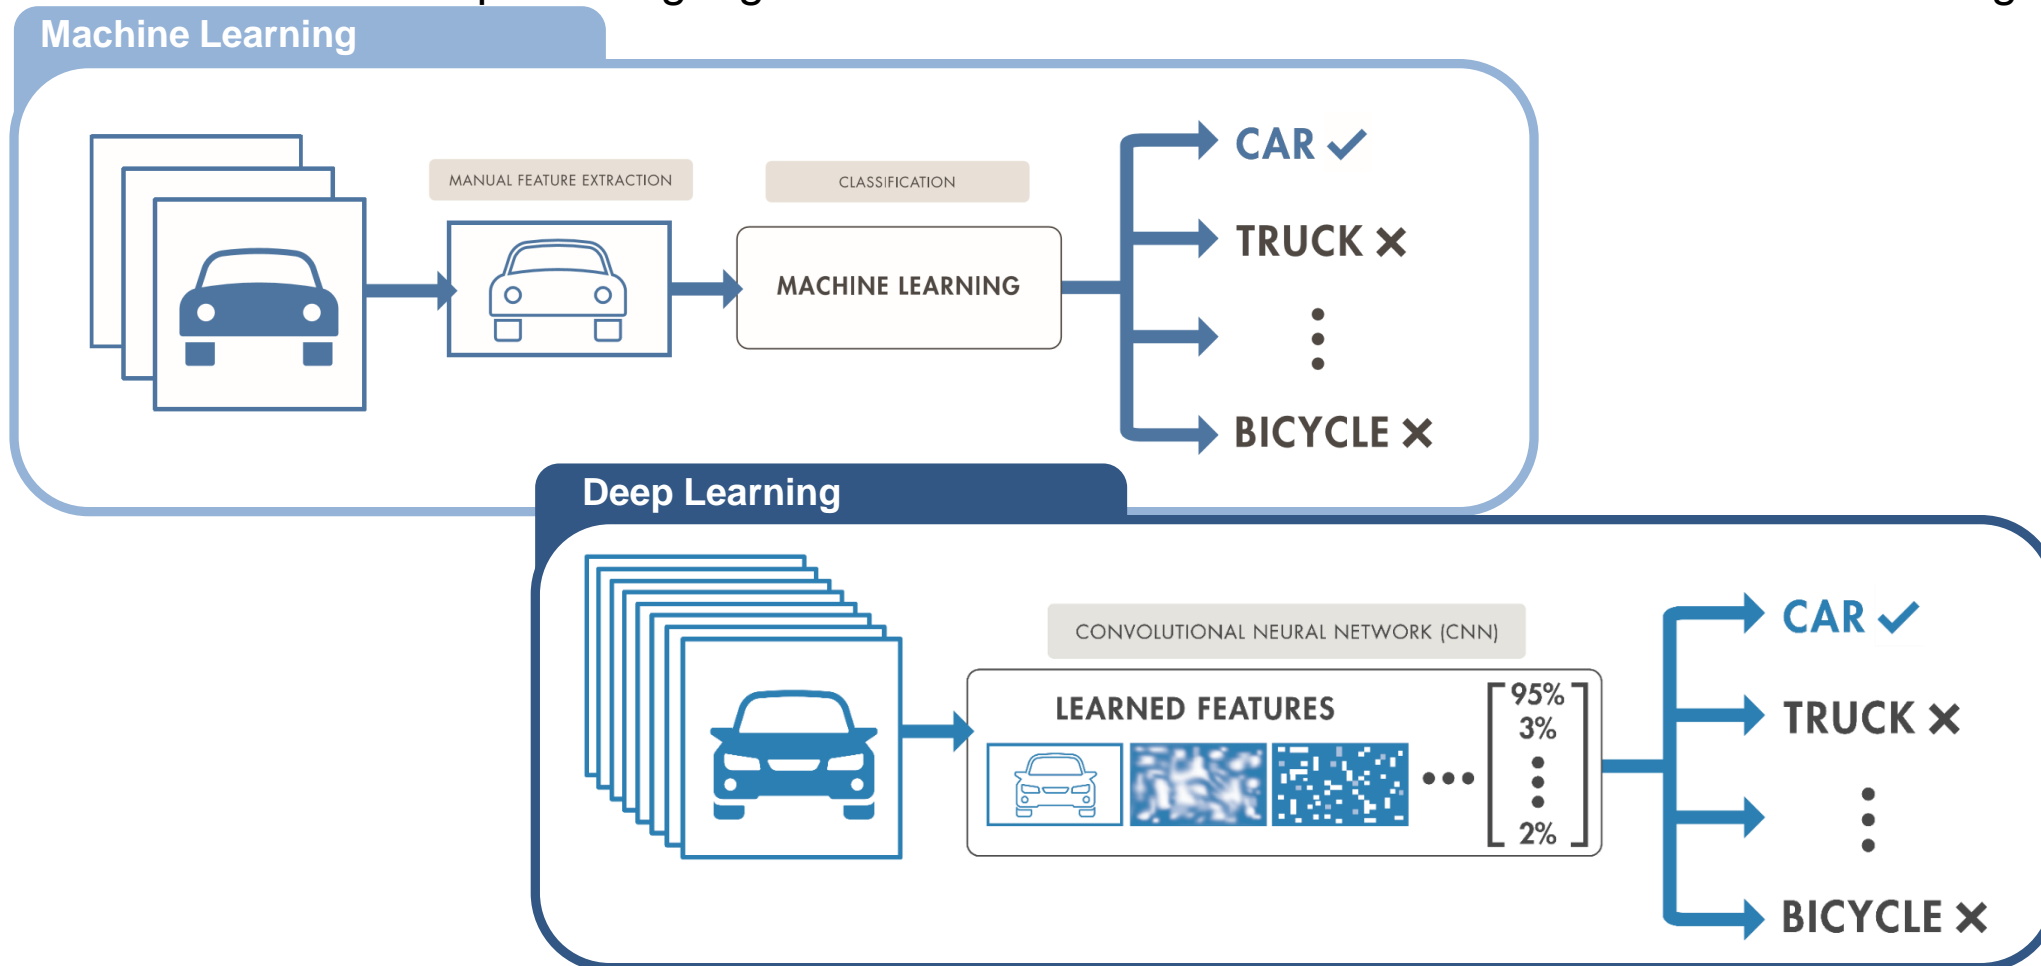 Machine Learning
MANUAL FEATURE EXTRACTION
CLASSIFICATION
MACHINE LEARNING
CAR
TRUCK
BICYCLE
Deep Learning
CONVOLUTIONAL NEURAL NETWORK (CNN)
LEARNED FEATURES
95%
3%
2%
CAR
TRUCK
BICYCLE